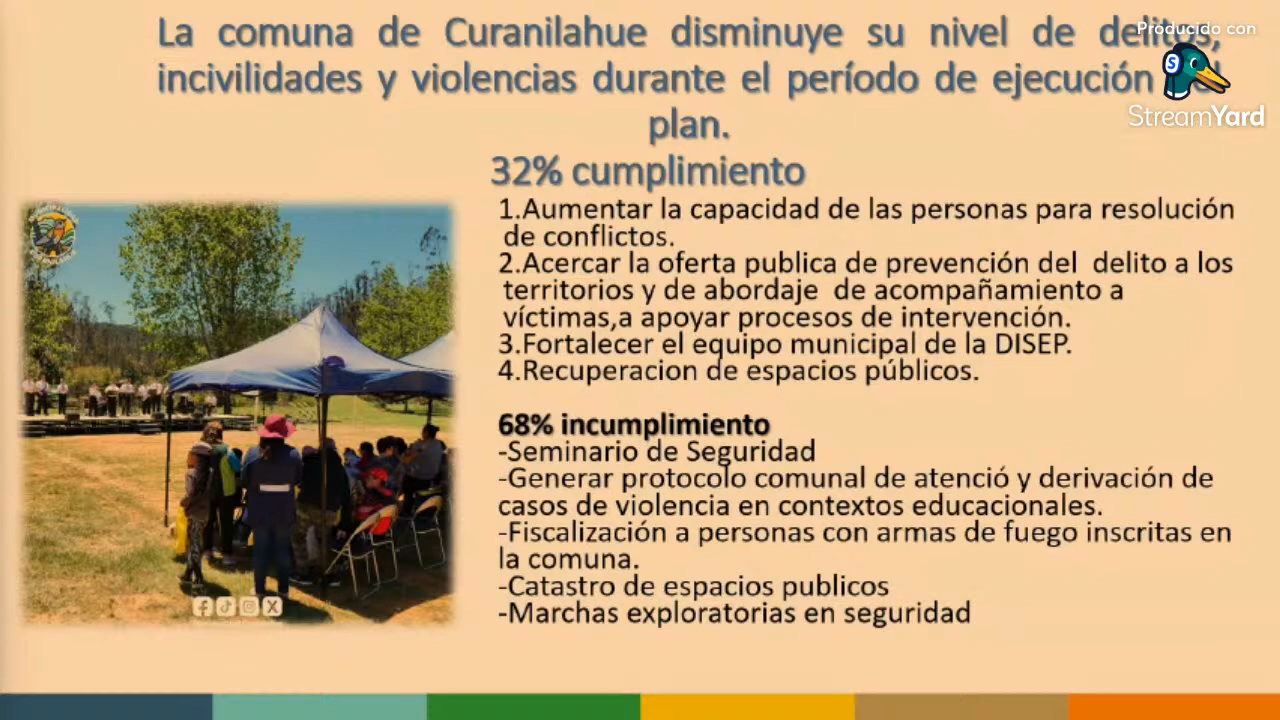 La comuna de Curanilahue disminuye su nivel de delitos,
incivilidades y violencias durante el período de ejecución
plan.
32% cumplimiento
Producido con
StreamYard
1.Aumentar la capacidad de las personas para resolución
de conflictos.
2.Acercar la oferta publica de prevención del delito a los
territorios y de abordaje de acompañamiento a
víctimas,a apoyar procesos de intervención.
3.Fortalecer el equipo municipal de la DISEP.
4.Recuperacion de espacios públicos.
68% incumplimiento
-Seminario de Seguridad
-Generar protocolo comunal de atenció y derivación de
casos de violencia en contextos educacionales.
-Fiscalización a personas con armas de fuego inscritas en
la comuna.
-Catastro de espacios publicos
-Marchas exploratorias en seguridad